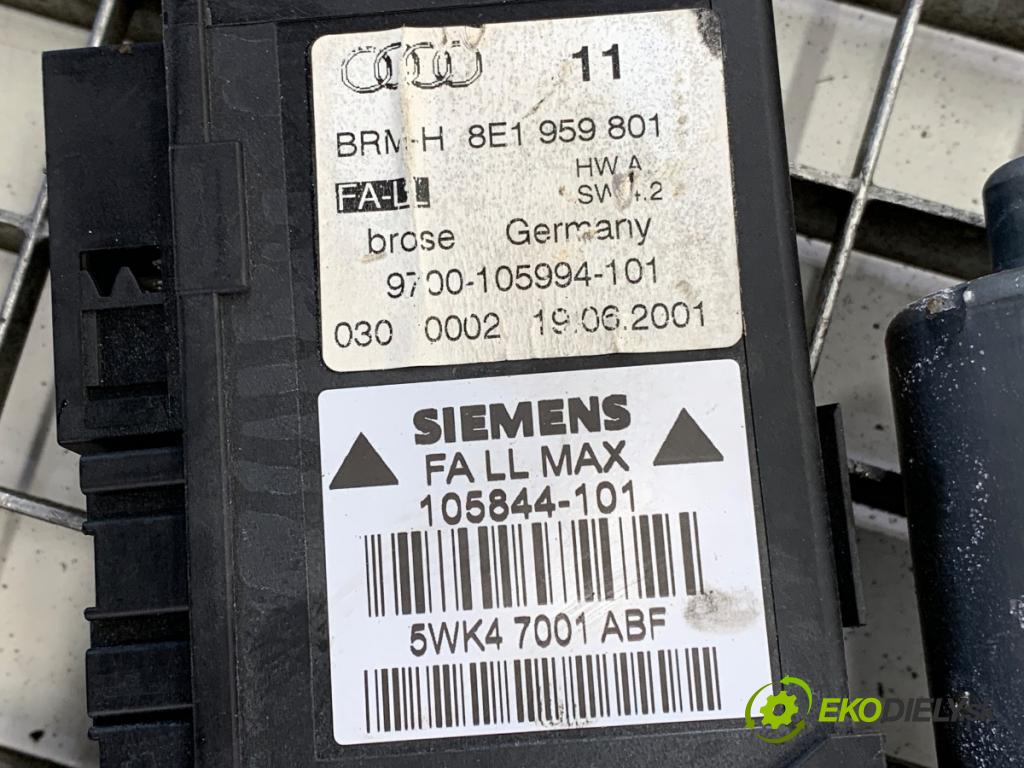 11
BRM-H 8E1 959 801
FA-LL
HW A
SW 4.2
brose Germany
9700-105994-101
030 0002 19.06.2001
SIEMENS
FA LL MAX
105844-101
5WK4 7001 ABF
EKODIELY